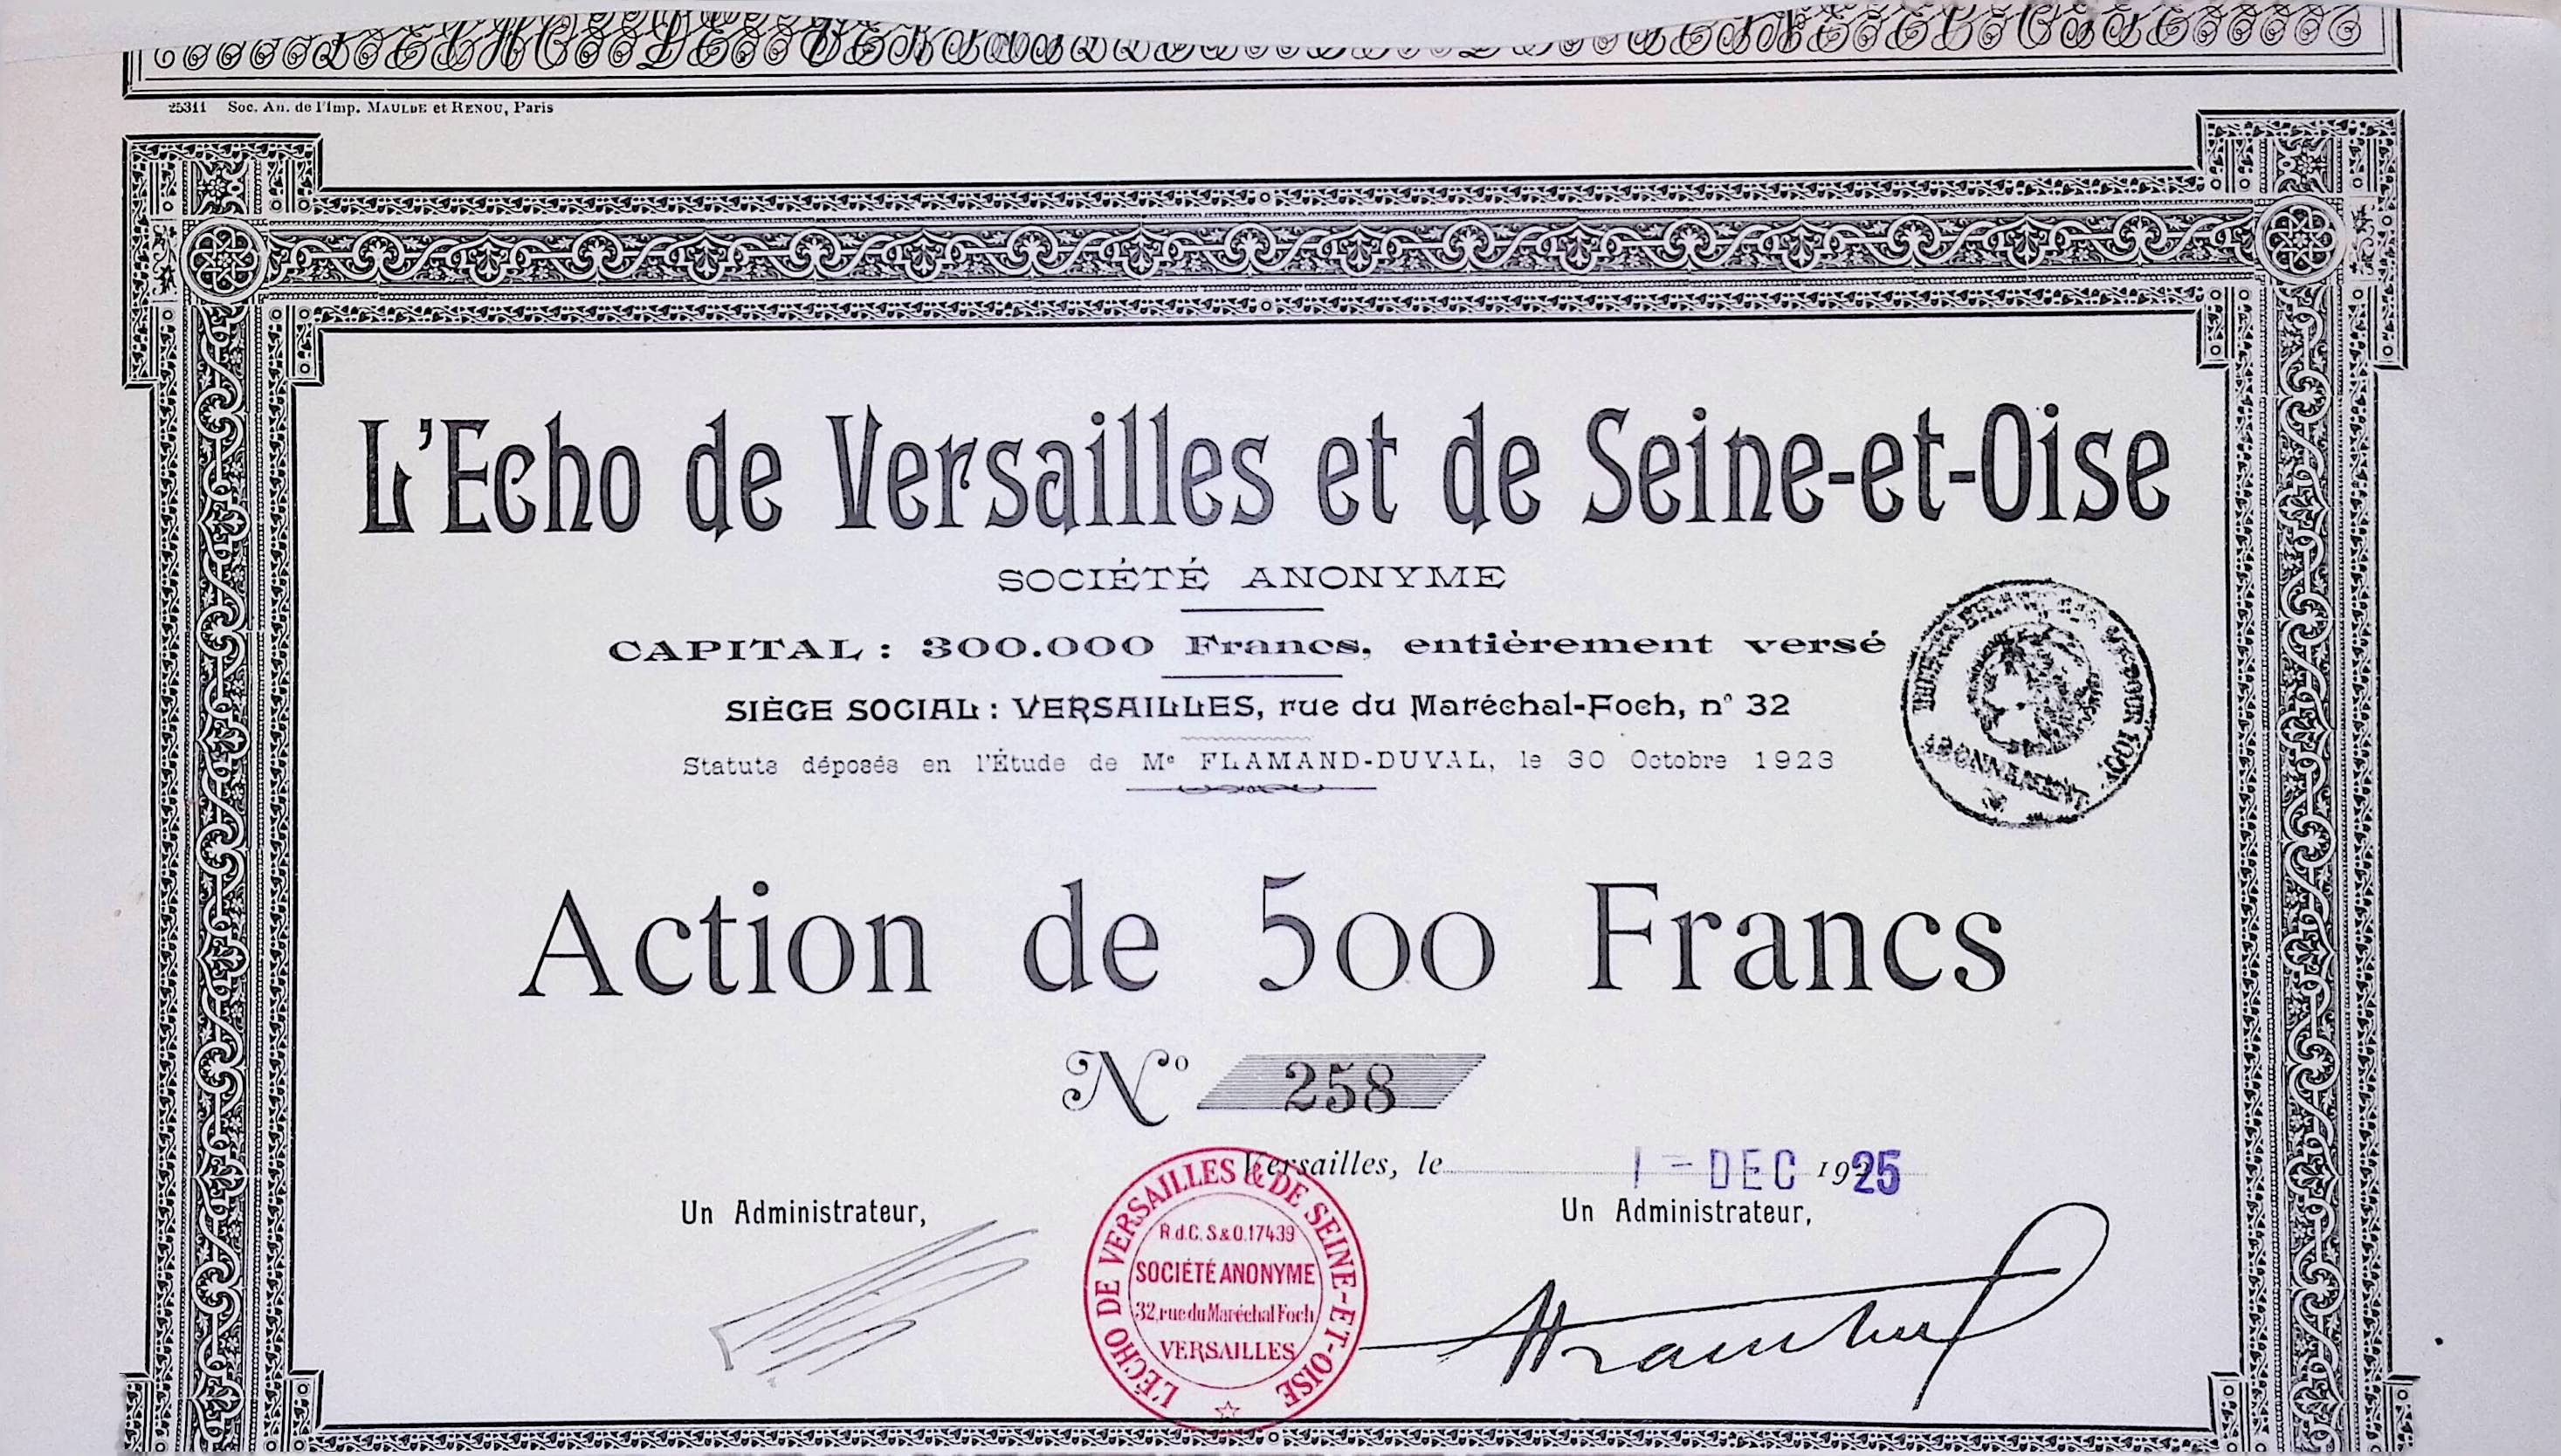 25311 Soc. An. de l'Imp. MAULDE et RENOU, Paris
L'Echo de Versailles et de Seine-et-Oise
SOCIÉTÉ ANONYME
CAPITAL : 300.000 Francs, entièrement versé
SIÈGE SOCIAL : VERSAILLES, rue du Maréchal-Foch, n° 32
Statuts déposés en l'Étude de Me FLAMAND-DUVAL, le 30 Octobre 1923
ABONNEMENT
Action de 500 Francs
N° 258
Versailles, le 1 - DEC 1925
Un Administrateur,
Un Administrateur,
L'ÉCHO DE VERSAILLES & DE SEINE-ET-OISE
R.d.C. S&O.17439
SOCIÉTÉ ANONYME
32, rue du Maréchal Foch
VERSAILLES